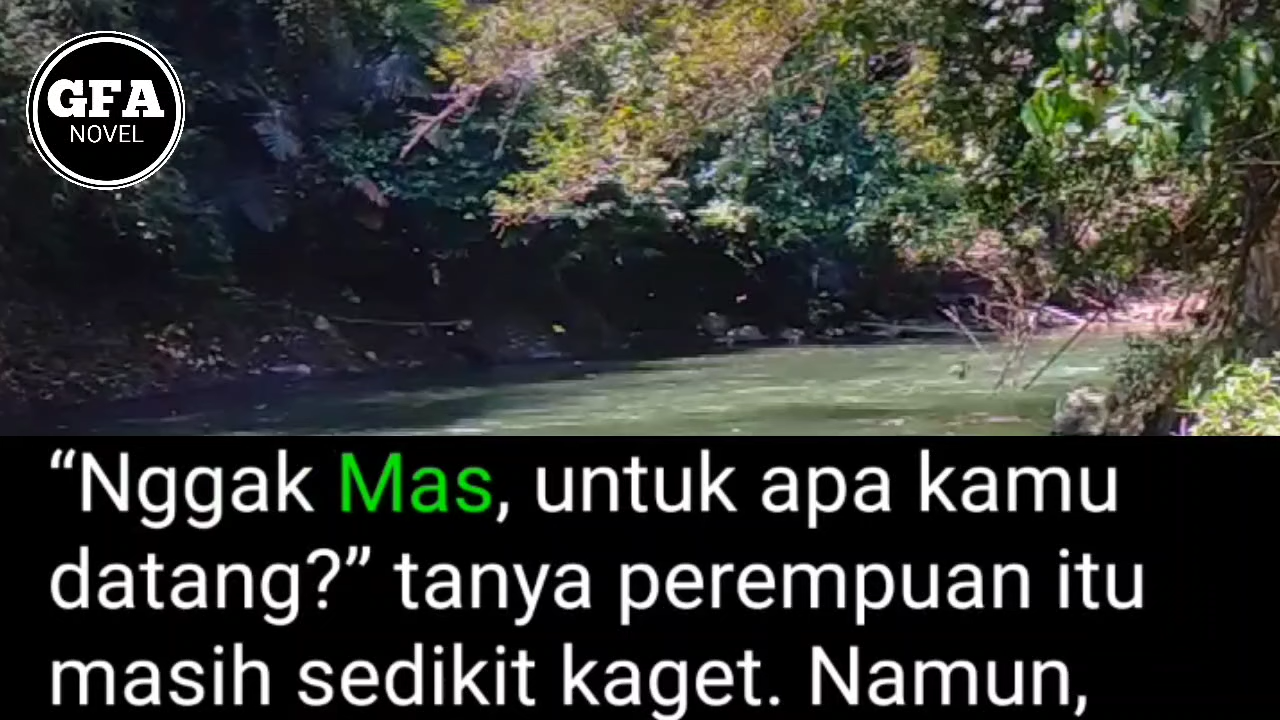 GFA
NOVEL
“Nggak Mas, untuk apa kamu
datang?” tanya perempuan itu
masih sedikit kaget. Namun,